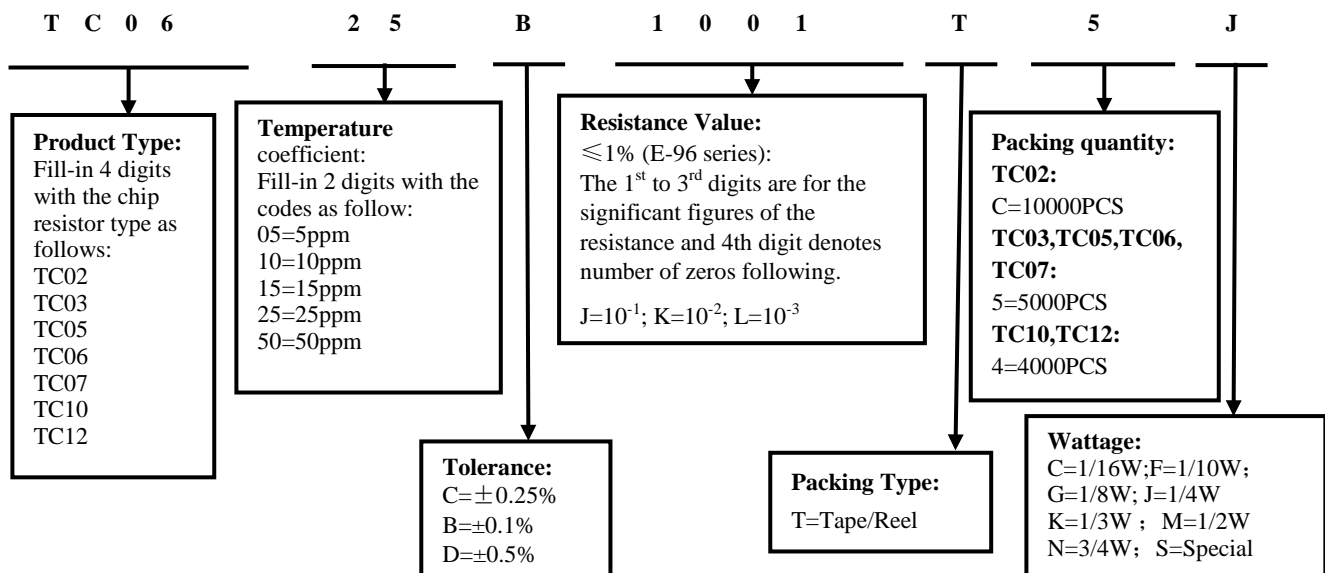 T C 0 6 2 5 B 1 0 0 1 T 5 J
Product Type:
Fill-in 4 digits
with the chip
resistor type as
follows:
TC02
TC03
TC05
TC06
TC07
TC10
TC12
Temperature
coefficient:
Fill-in 2 digits with the
codes as follow:
05=5ppm
10=10ppm
15=15ppm
25=25ppm
50=50ppm
Tolerance:
C=±0.25%
B=±0.1%
D=±0.5%
Resistance Value:
≦1% (E-96 series):
The 1st to 3rd digits are for the
significant figures of the
resistance and 4th digit denotes
number of zeros following.
J=10⁻¹; K=10⁻²; L=10⁻³
Packing Type:
T=Tape/Reel
Packing quantity:
TC02:
C=10000PCS
TC03,TC05,TC06,
TC07:
5=5000PCS
TC10,TC12:
4=4000PCS
Wattage:
C=1/16W;F=1/10W；
G=1/8W; J=1/4W
K=1/3W； M=1/2W
N=3/4W；S=Special